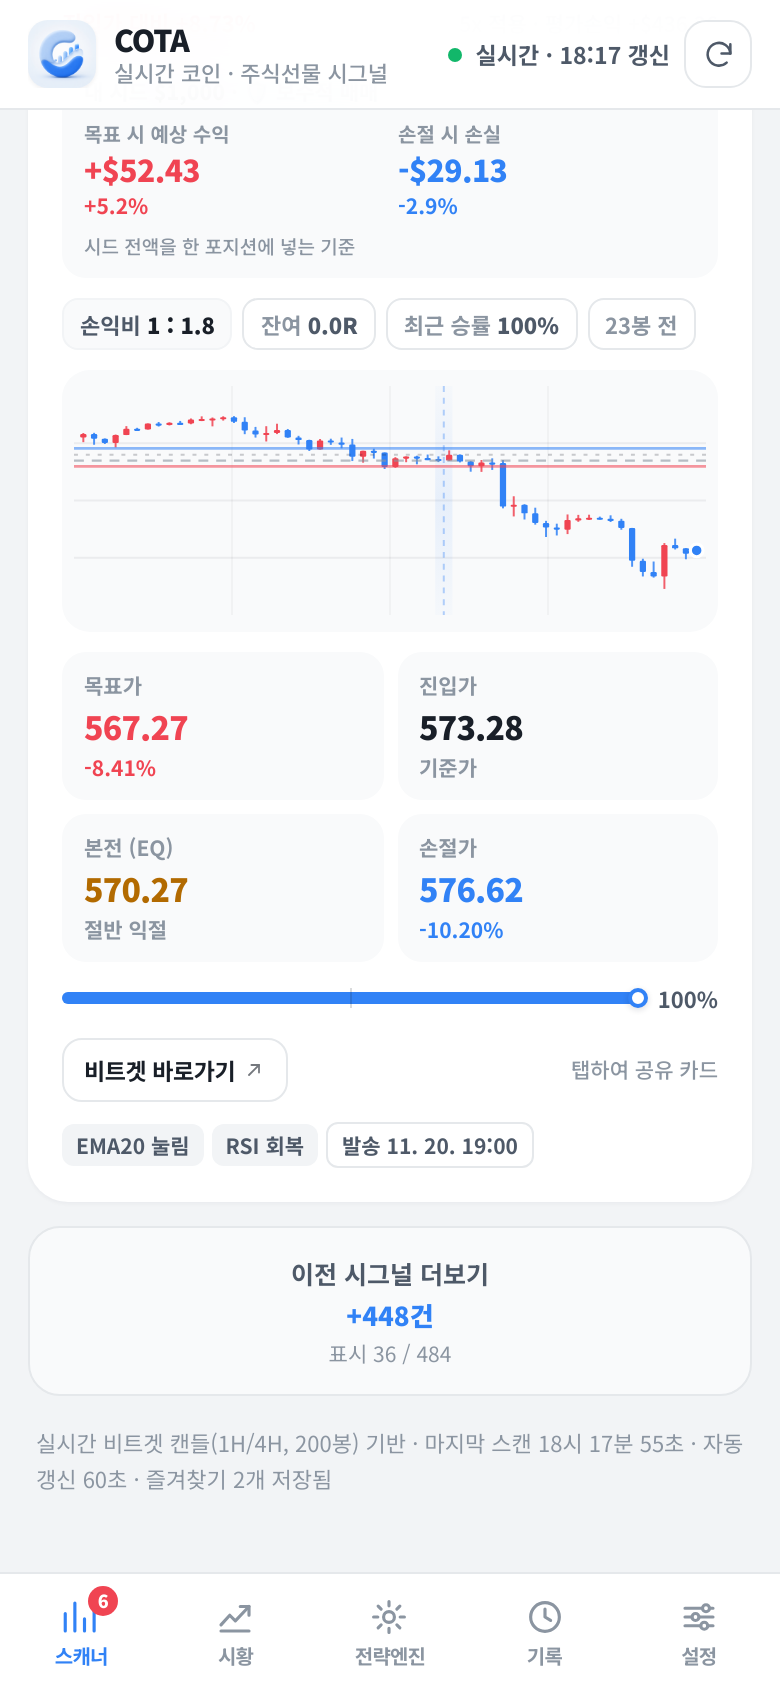 COTA
실시간 코인 · 주식선물 시그널
실시간 · 18:17 갱신
목표 시 예상 수익
손절 시 손실
+$52.43
-$29.13
+5.2%
-2.9%
시드 전액을 한 포지션에 넣는 기준
손익비 1 : 1.8
잔여 0.0R
최근 승률 100%
23봉 전
목표가
567.27
-8.41%
진입가
573.28
기준가
본전 (EQ)
570.27
절반 익절
손절가
576.62
-10.20%
100%
비트겟 바로가기 ↗
탭하여 공유 카드
EMA20 눌림
RSI 회복
발송 11. 20. 19:00
이전 시그널 더보기
+448건
표시 36 / 484
실시간 비트겟 캔들(1H/4H, 200봉) 기반 · 마지막 스캔 18시 17분 55초 · 자동
갱신 60초 · 즐겨찾기 2개 저장됨
6
스캐너
시황
전략엔진
기록
설정